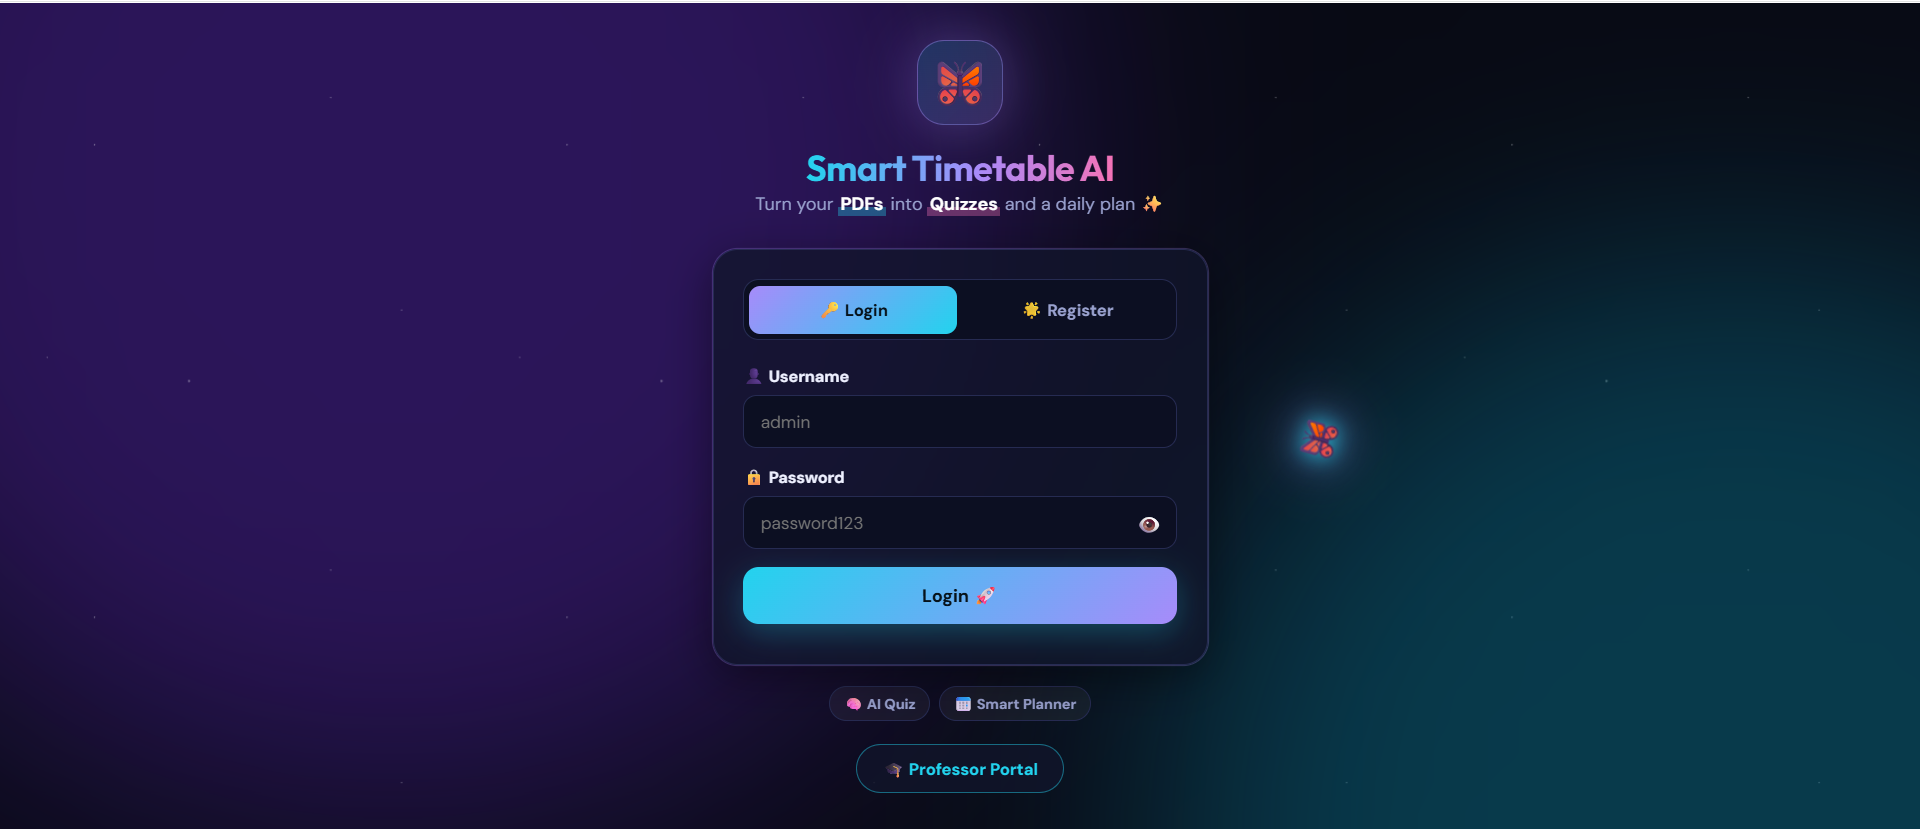 Smart Timetable AI
Turn your PDFs into Quizzes and a daily plan ✨
🔑 Login
🌟 Register
👤 Username
admin
🔒 Password
password123
Login 🚀
🧠 AI Quiz
🗓️ Smart Planner
🎓 Professor Portal